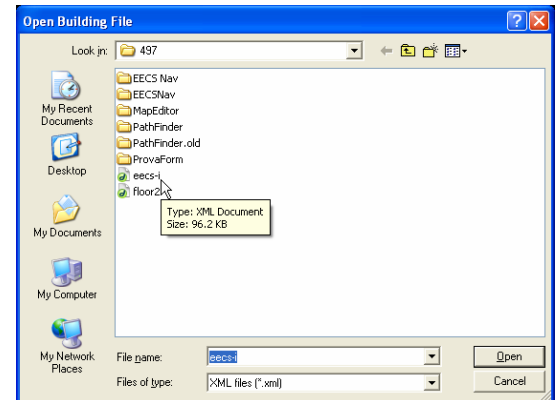 Open Building File
Look in: 497
EECS Nav
EECSNav
MapEditor
PathFinder
PathFinder.old
ProvaForm
eecs-i
floor2
Type: XML Document
Size: 96.2 KB
My Recent
Documents
Desktop
My Documents
My Computer
My Network
Places
File name: eecs-i Open
Files of type: XML files (*.xml) Cancel